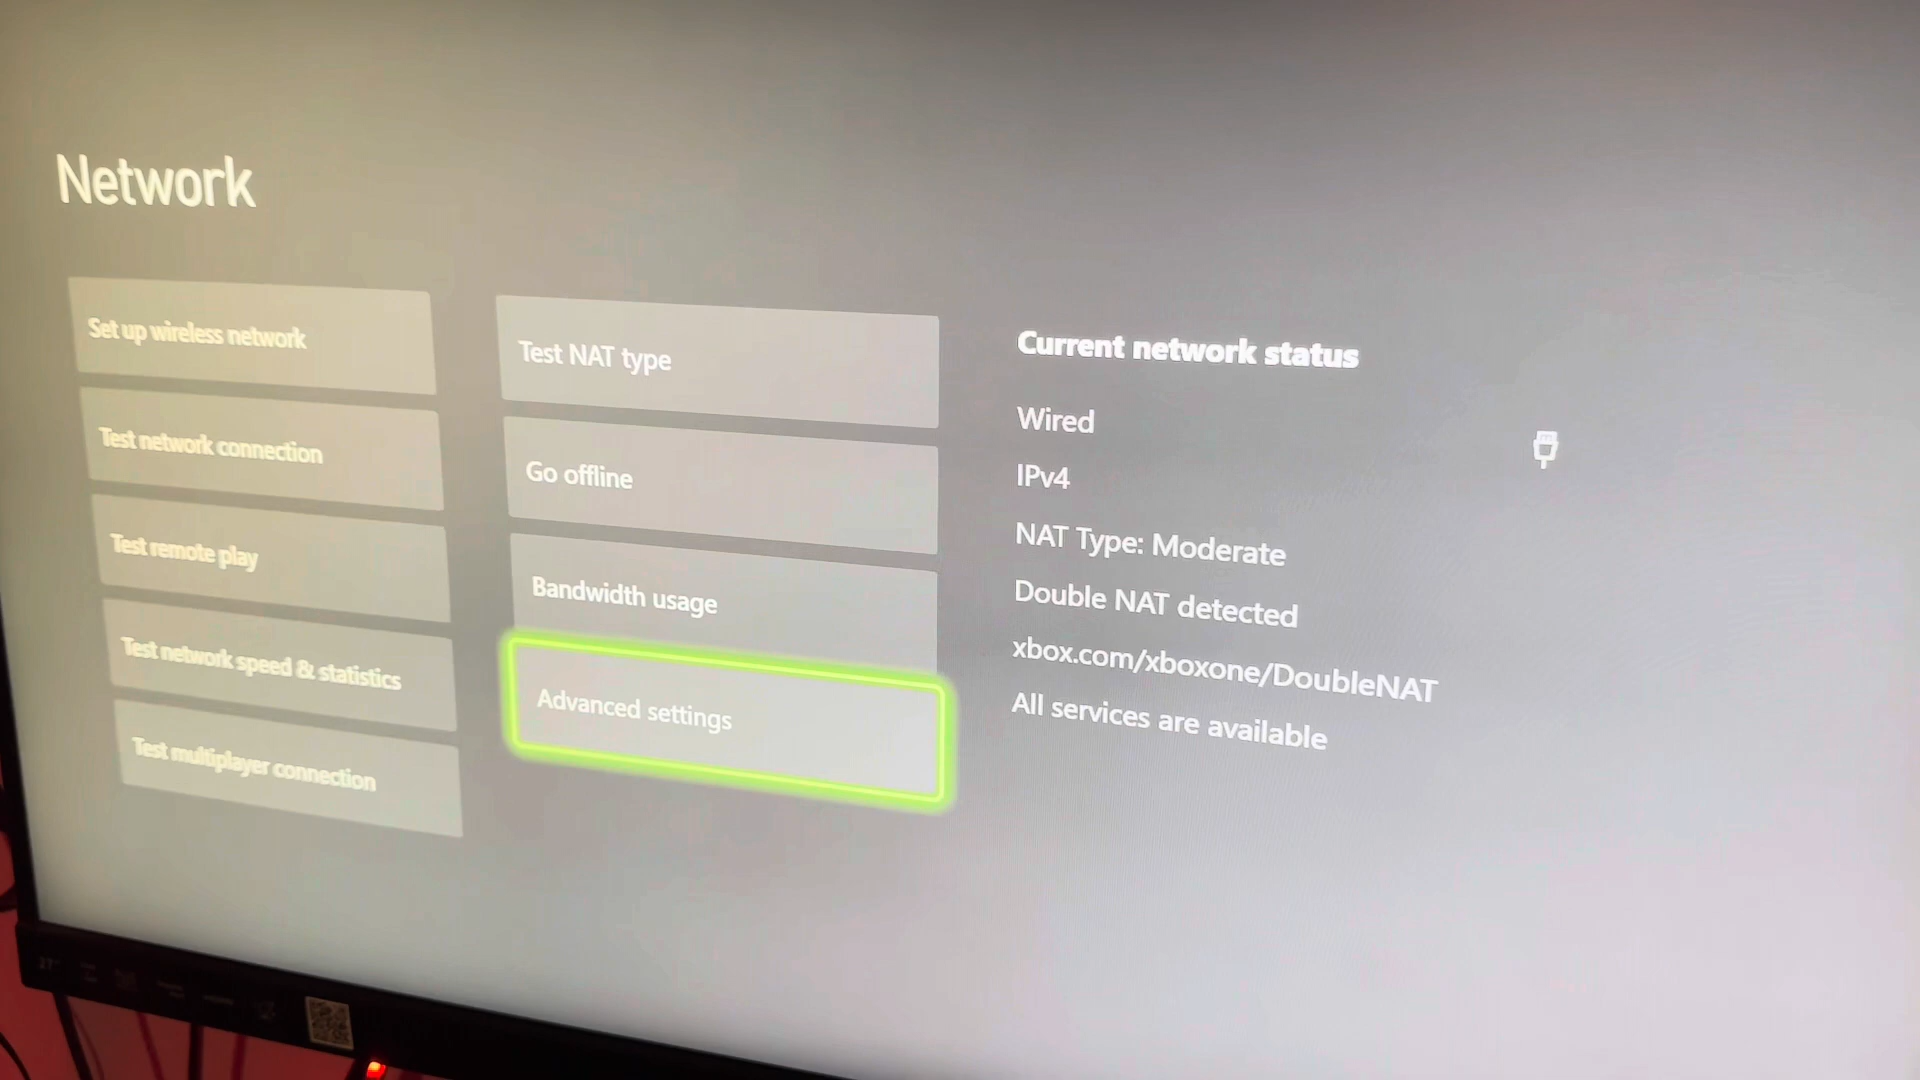 Network
Set up wireless network
Test network connection
Test remote play
Test network speed & statistics
Test multiplayer connection
Test NAT type
Go offline
Bandwidth usage
Advanced settings
Current network status
Wired
IPv4
NAT Type: Moderate
Double NAT detected
xbox.com/xboxone/DoubleNAT
All services are available
27"